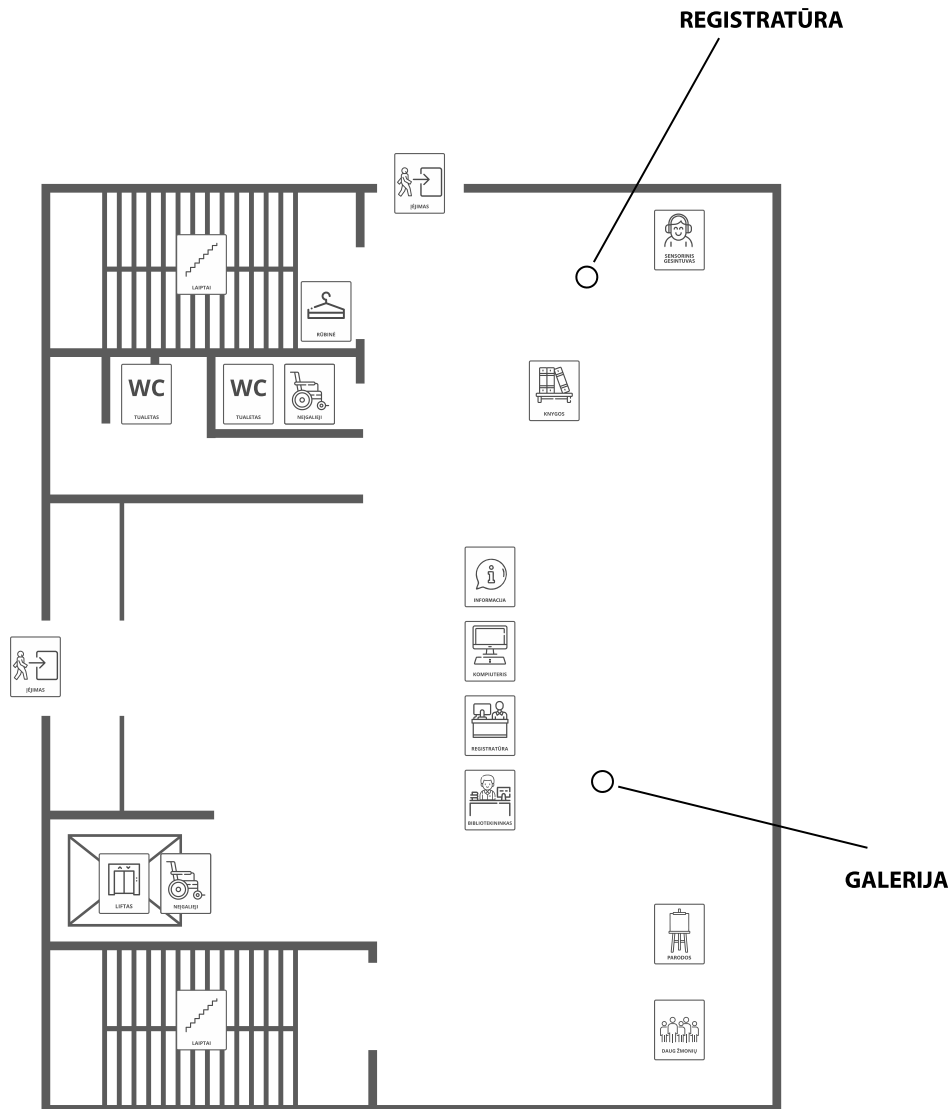 REGISTRATŪRA
ĮĖJIMAS
SENSORINIS
GESINTUVAS
LAIPTAI
RŪBINĖ
WC
TUALETAS
WC
TUALETAS
NEĮGALIEJI
KNYGOS
INFORMACIJA
KOMPIUTERIS
ĮĖJIMAS
REGISTRATŪRA
BIBLIOTEKININKAS
GALERIJA
LIFTAS
NEĮGALIEJI
PARODOS
LAIPTAI
DAUG ŽMONIŲ